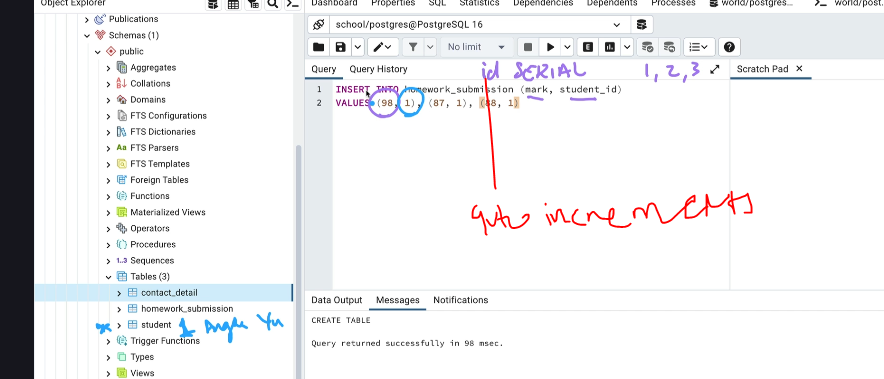 Object Explorer
Dashboard Properties SQL Statistics Dependencies Dependents Processes world/postgres... world/post.
Publications
Schemas (1)
public
Aggregates
Collations
Domains
FTS Configurations
FTS Dictionaries
Aa FTS Parsers
FTS Templates
Foreign Tables
Functions
Materialized Views
Operators
Procedures
1..3 Sequences
Tables (3)
contact_detail
homework_submission
student
Trigger Functions
Types
Views
school/postgres@PostgreSQL 16
No limit
Query Query History
id SERIAL 1, 2, 3
Scratch Pad
1 INSERT INTO homework_submission (mark, student_id)
2 VALUES (98, 1), (87, 1), (88, 1)
auto increments
Data Output Messages Notifications
CREATE TABLE
Query returned successfully in 98 msec.